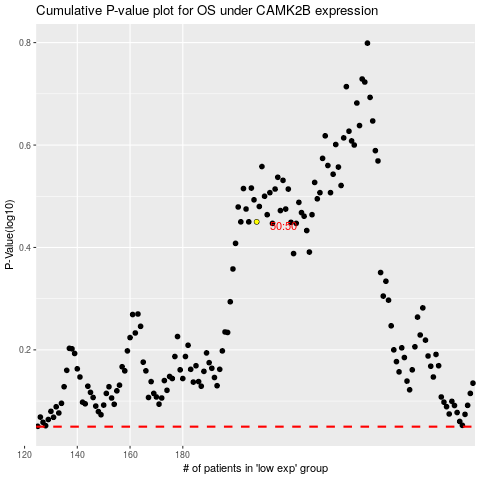 Cumulative P-value plot for OS under CAMK2B expression
0.8
0.6
0.4
0.2
P-Value(log10)
50:50
120 140 160 180
# of patients in 'low exp' group